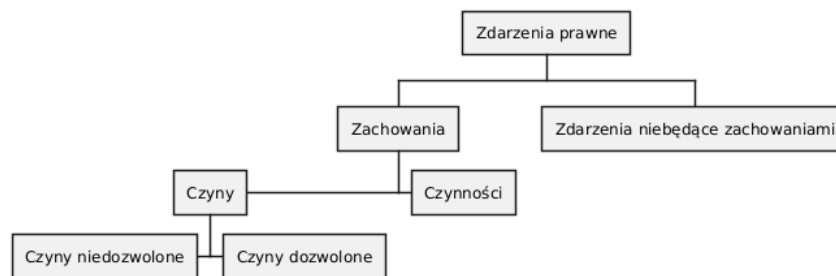 Zdarzenia prawne
Zachowania
Zdarzenia niebędące zachowaniami
Czyny
Czynności
Czyny niedozwolone
Czyny dozwolone